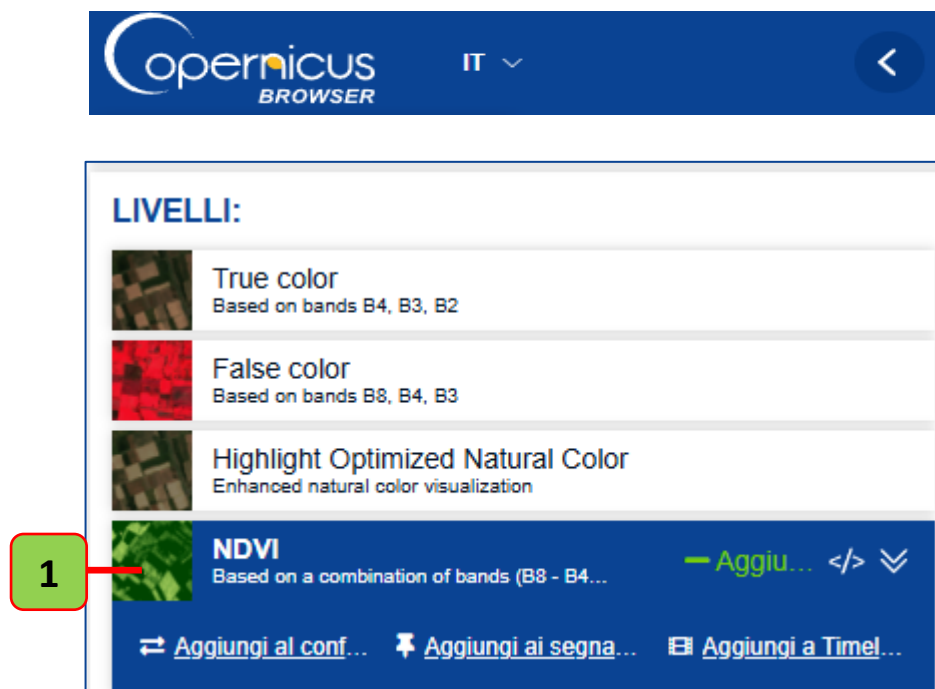 Copernicus
BROWSER
IT
LIVELLI:
True color
Based on bands B4, B3, B2
False color
Based on bands B8, B4, B3
Highlight Optimized Natural Color
Enhanced natural color visualization
1
NDVI
Based on a combination of bands (B8 - B4...
Aggiu... </>
Aggiungi al conf... Aggiungi ai segna... Aggiungi a Timel...